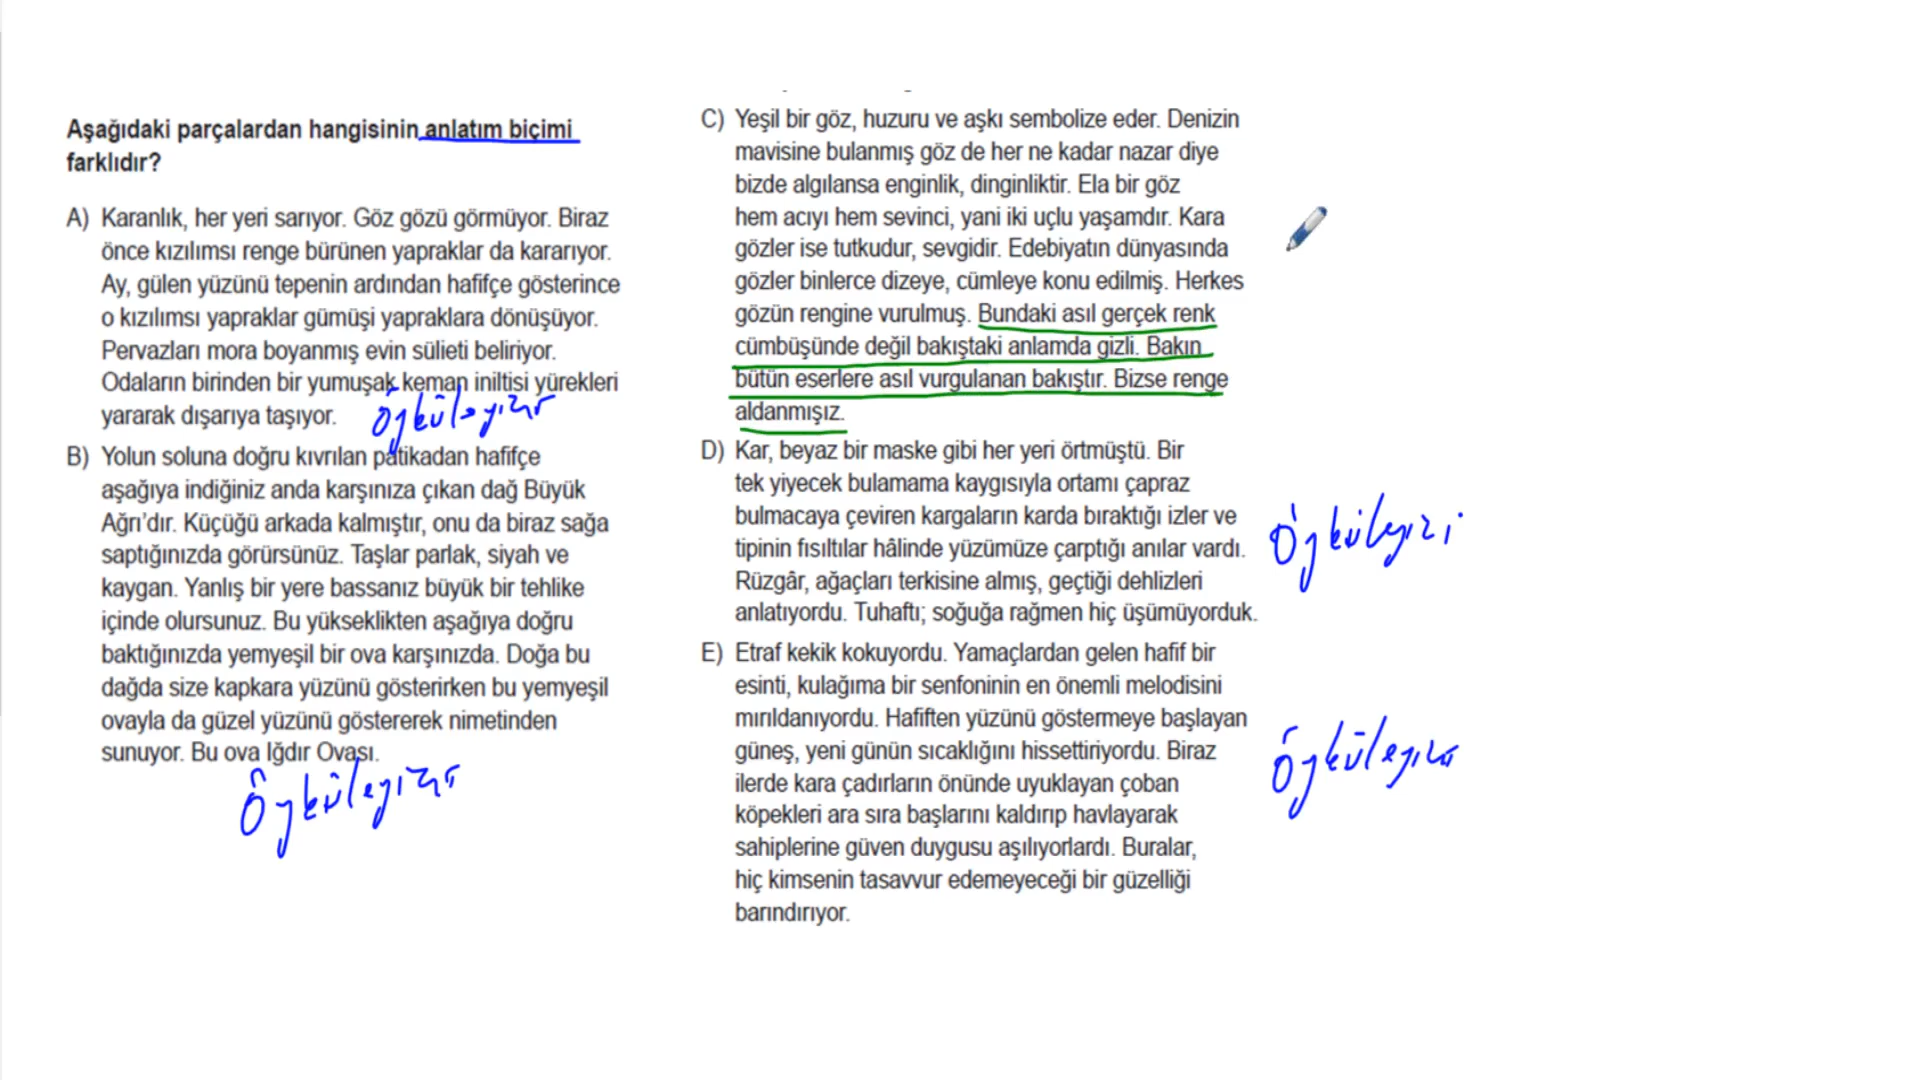 Aşağıdaki parçalardan hangisinin anlatım biçimi
farklıdır?
A) Karanlık, her yeri sarıyor. Göz gözü görmüyor. Biraz
önce kızılımsı renge bürünen yapraklar da kararıyor.
Ay, gülen yüzünü tepenin ardından hafifçe gösterince
o kızılımsı yapraklar gümüşi yapraklara dönüşüyor.
Pervazları mora boyanmış evin sülieti beliriyor.
Odaların birinden bir yumuşak keman iniltisi yürekleri
yararak dışarıya taşıyor.
B) Yolun soluna doğru kıvrılan patikadan hafifçe
aşağıya indiğiniz anda karşınıza çıkan dağ Büyük
Ağrı’dır. Küçüğü arkada kalmıştır, onu da biraz sağa
saptığınızda görürsünüz. Taşlar parlak, siyah ve
kaygan. Yanlış bir yere bassanız büyük bir tehlike
içinde olursunuz. Bu yükseklikten aşağıya doğru
baktığınızda yemyeşil bir ova karşınızda. Doğa bu
dağda size kapkara yüzünü gösterirken bu yemyeşil
ovayla da güzel yüzünü göstererek nimetinden
sunuyor. Bu ova Iğdır Ovası.
C) Yeşil bir göz, huzuru ve aşkı sembolize eder. Denizin
mavisine bulanmış göz de her ne kadar nazar diye
bizde algılansa enginlik, dinginliktir. Ela bir göz
hem acıyı hem sevinci, yani iki uçlu yaşamdır. Kara
gözler ise tutkudur, sevgidir. Edebiyatın dünyasında
gözler binlerce dizeye, cümleye konu edilmiş. Herkes
gözün rengine vurulmuş. Bundaki asıl gerçek renk
cümbüşünde değil bakıştaki anlamda gizli. Bakın
bütün eserlere asıl vurgulanan bakıştır. Bizse renge
aldanmışız.
D) Kar, beyaz bir maske gibi her yeri örtmüştü. Bir
tek yiyecek bulamama kaygısıyla ortamı çapraz
bulmacaya çeviren kargaların karda bıraktığı izler ve
tipinin fısıltılar hâlinde yüzümüze çarptığı anılar vardı.
Rüzgâr, ağaçları terkisine almış, geçtiği dehlizleri
anlatıyordu. Tuhaftı; soğuğa rağmen hiç üşümüyorduk.
E) Etraf kekik kokuyordu. Yamaçlardan gelen hafif bir
esinti, kulağıma bir senfoninin en önemli melodisini
mırıldanıyordu. Hafiften yüzünü göstermeye başlayan
güneş, yeni günün sıcaklığını hissettiriyordu. Biraz
ilerde kara çadırların önünde uyuklayan çoban
köpekleri ara sıra başlarını kaldırıp havlayarak
sahiplerine güven duygusu aşılıyorlardı. Buralar,
hiç kimsenin tasavvur edemeyeceği bir güzelliği
barındırıyor.